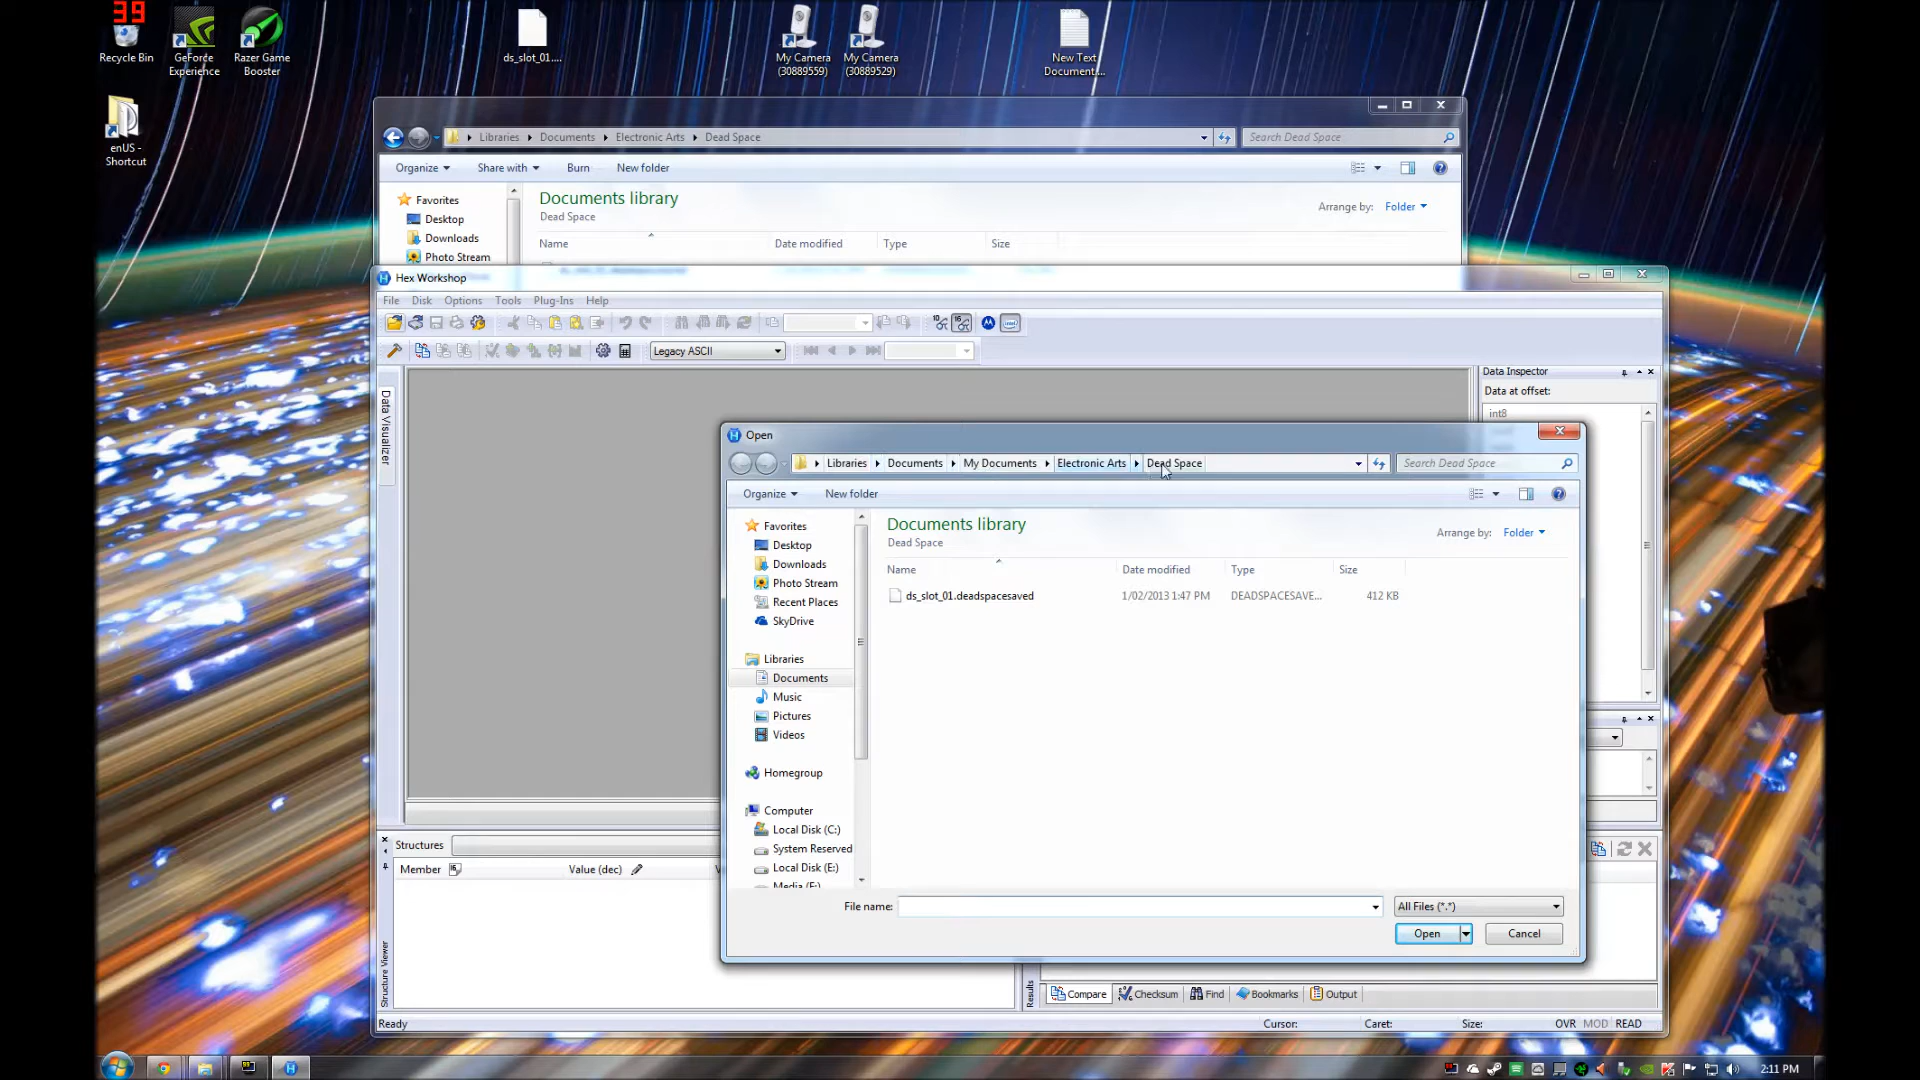 39
Recycle Bin
GeForce Experience
Razer Game Booster
ds_slot_01....
My Camera (30889559)
My Camera (30889529)
New Text Document...
enUS - Shortcut
Libraries Documents Electronic Arts Dead Space
Search Dead Space
Organize Share with Burn New folder
Favorites
Desktop
Downloads
Photo Stream
Documents library
Dead Space
Arrange by: Folder
Name Date modified Type Size
Hex Workshop
File Disk Options Tools Plug-Ins Help
Legacy ASCII
Data Visualizer
Data Inspector
Data at offset:
int8
Open
Libraries Documents My Documents Electronic Arts Dead Space
Search Dead Space
Organize New folder
Favorites
Desktop
Downloads
Photo Stream
Recent Places
SkyDrive
Libraries
Documents
Music
Pictures
Videos
Homegroup
Computer
Local Disk (C:)
System Reserved
Local Disk (E:)
Media (F:)
Documents library
Dead Space
Arrange by: Folder
Name Date modified Type Size
ds_slot_01.deadspacesaved 1/02/2013 1:47 PM DEADSPACESAVE... 412 KB
File name:
All Files (*.*)
Open Cancel
Structures
Member Value (dec)
Structure Viewer
Results
Compare Checksum Find Bookmarks Output
Ready
Cursor: Caret: Size: OVR MOD READ
2:11 PM